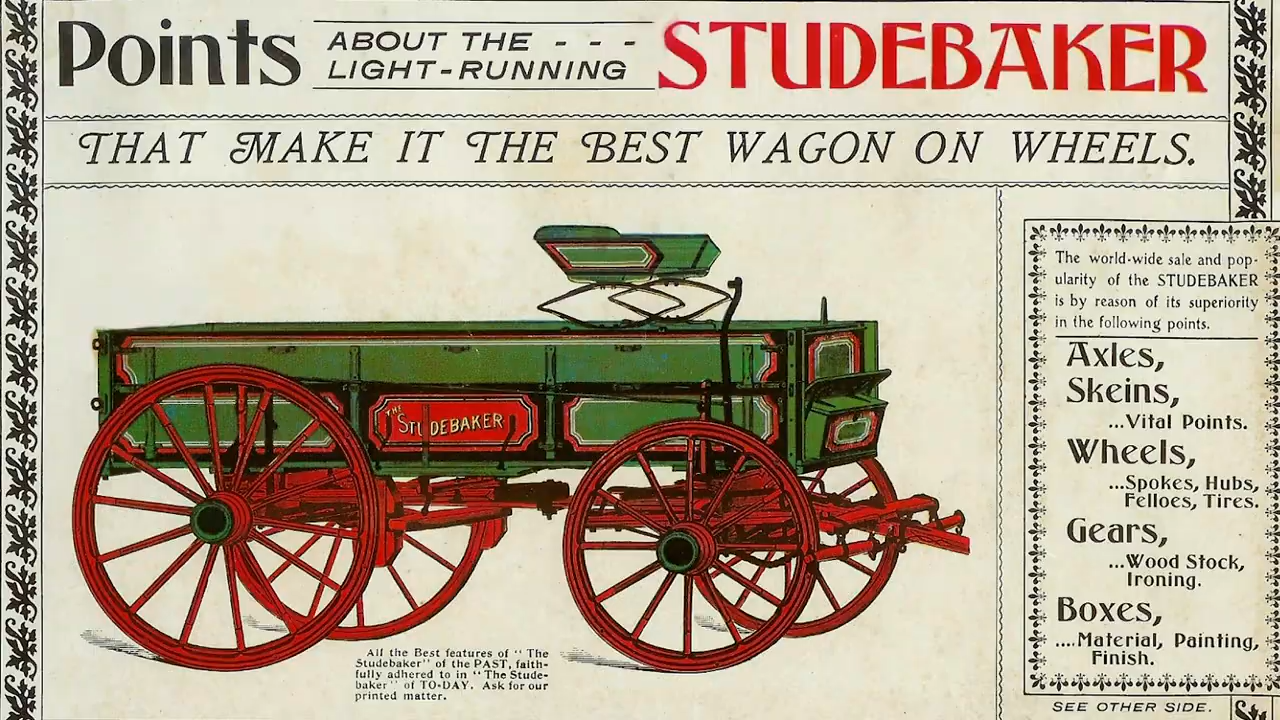 Points ABOUT THE - - - STUDEBAKER
LIGHT-RUNNING
THAT MAKE IT THE BEST WAGON ON WHEELS.
THE
STUDEBAKER
All the Best features of "The
Studebaker" of the PAST, faith-
fully adhered to in "The Stude-
baker" of TO-DAY. Ask for our
printed matter.
The world-wide sale and pop-
ularity of the STUDEBAKER
is by reason of its superiority
in the following points.
Axles,
Skeins,
...Vital Points.
Wheels,
...Spokes, Hubs,
Felloes, Tires.
Gears,
...Wood Stock,
Ironing.
Boxes,
....Material, Painting,
Finish.
SEE OTHER SIDE.